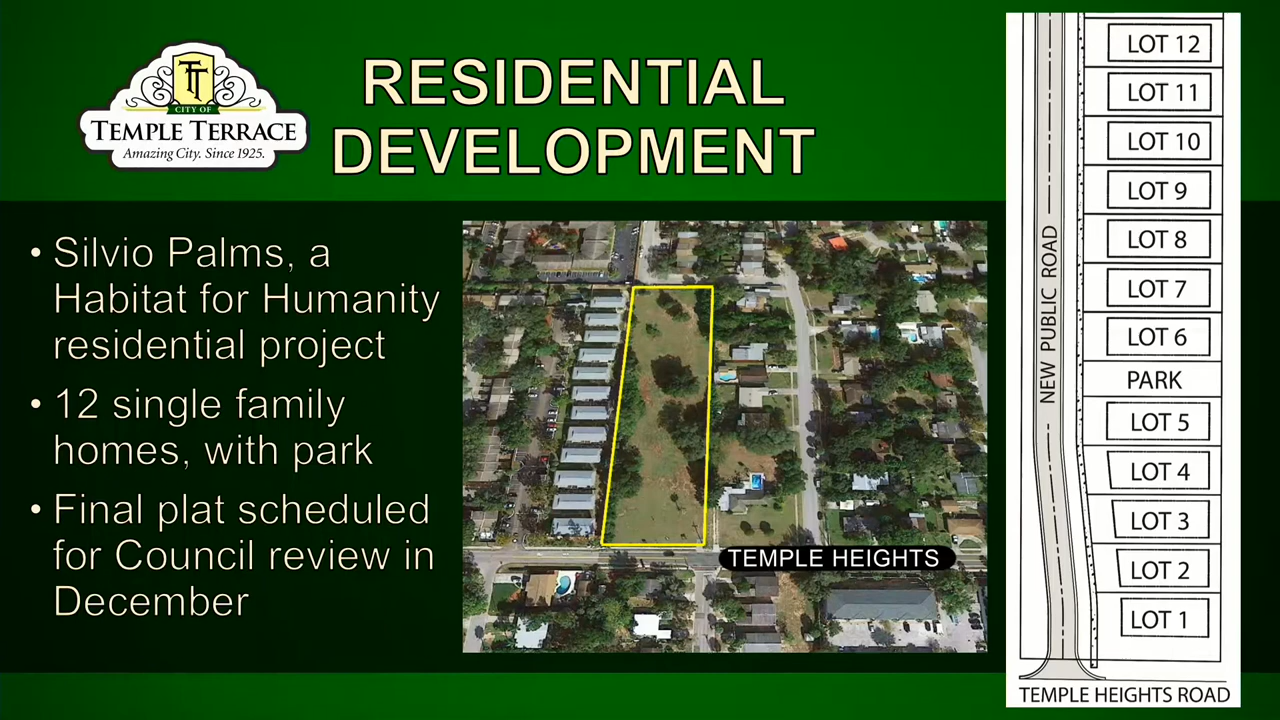 TT
CITY OF
TEMPLE TERRACE
Amazing City. Since 1925.
RESIDENTIAL
DEVELOPMENT
• Silvio Palms, a
Habitat for Humanity
residential project
• 12 single family
homes, with park
• Final plat scheduled
for Council review in
December
TEMPLE HEIGHTS
LOT 12
LOT 11
LOT 10
LOT 9
LOT 8
LOT 7
LOT 6
PARK
LOT 5
LOT 4
LOT 3
LOT 2
LOT 1
NEW PUBLIC ROAD
TEMPLE HEIGHTS ROAD